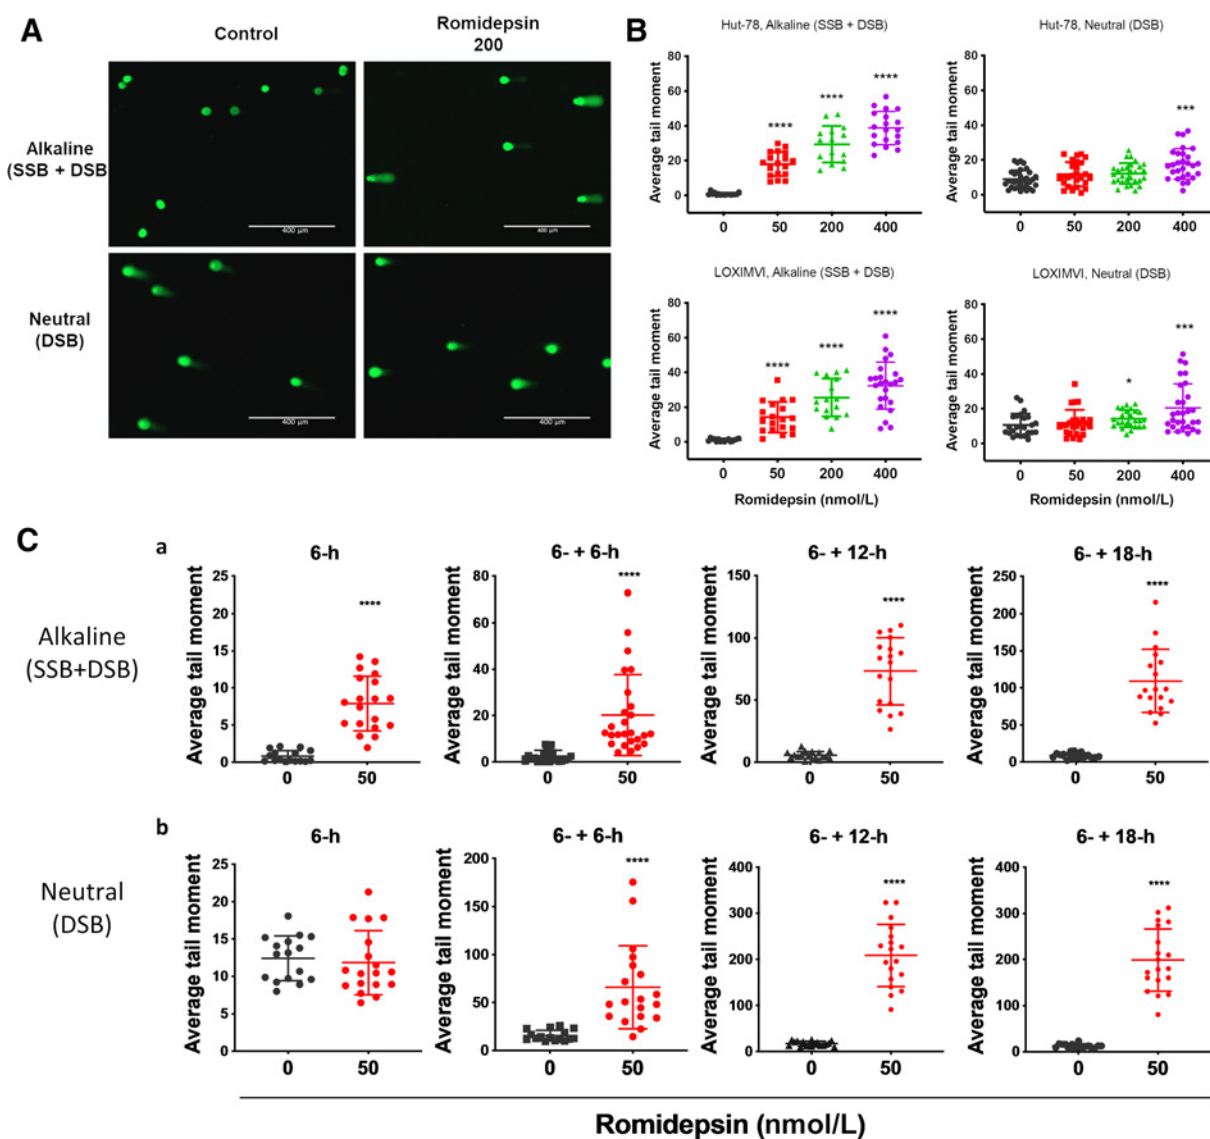 A
Control
Romidepsin
200
Alkaline
(SSB + DSB
400 µm
400 µm
Neutral
(DSB)
400 µm
400 µm
B
Hut-78, Alkaline (SSB + DSB)
Average tail moment
80
60
40
20
0
****
****
****
0 50 200 400
Hut-78, Neutral (DSB)
Average tail moment
80
60
40
20
0
***
0 50 200 400
LOXIMVI, Alkaline (SSB + DSB)
Average tail moment
80
60
40
20
0
****
****
****
0 50 200 400
Romidepsin (nmol/L)
LOXIMVI, Neutral (DSB)
Average tail moment
80
60
40
20
0
*
***
0 50 200 400
Romidepsin (nmol/L)
C
a
Alkaline
(SSB+DSB)
6-h
Average tail moment
25
20
15
10
5
0
****
0 50
6- + 6-h
Average tail moment
80
60
40
20
0
****
0 50
6- + 12-h
Average tail moment
150
100
50
0
****
0 50
6- + 18-h
Average tail moment
250
200
150
100
50
0
****
0 50
b
Neutral
(DSB)
6-h
Average tail moment
25
20
15
10
5
0
0 50
6- + 6-h
Average tail moment
200
150
100
50
0
****
0 50
6- + 12-h
Average tail moment
400
300
200
100
0
****
0 50
6- + 18-h
Average tail moment
400
300
200
100
0
****
0 50
Romidepsin (nmol/L)